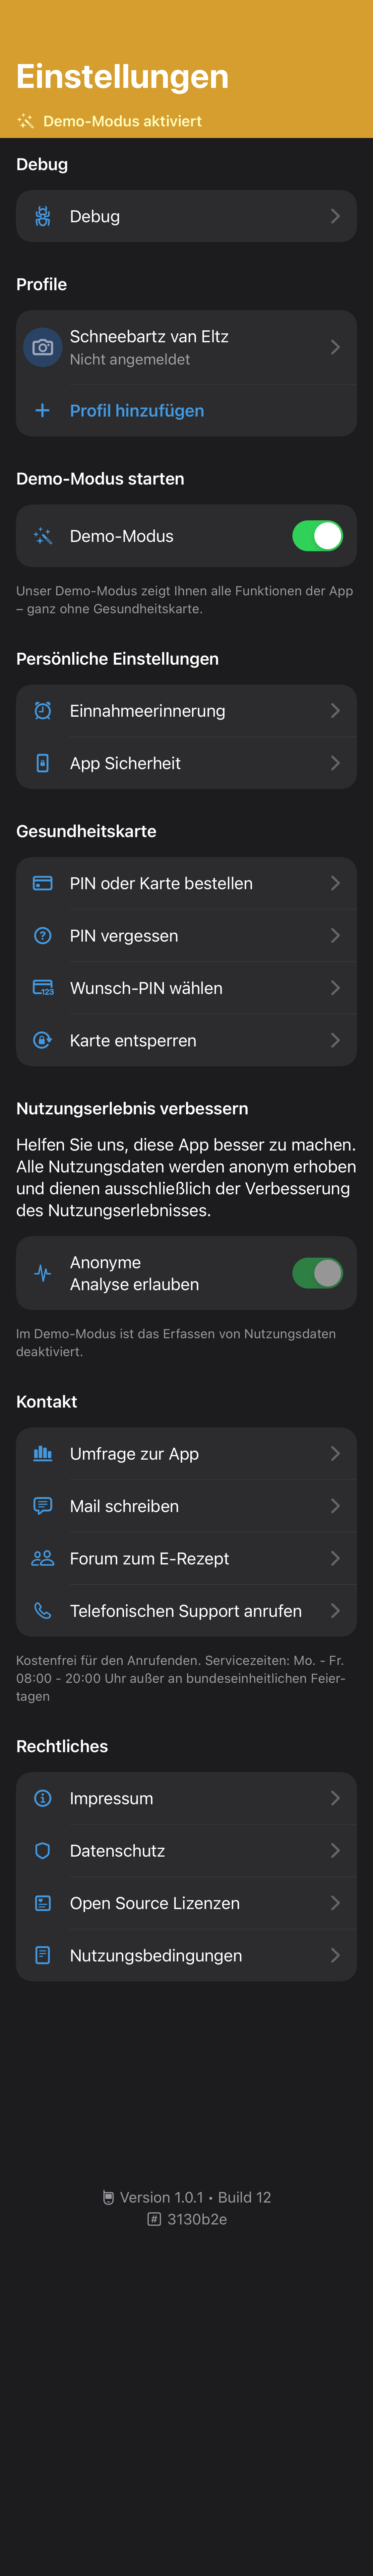 Einstellungen
Demo-Modus aktiviert
Debug
Debug
Profile
Schneebartz van Eltz
Nicht angemeldet
Profil hinzufügen
Demo-Modus starten
Demo-Modus
Unser Demo-Modus zeigt Ihnen alle Funktionen der App
– ganz ohne Gesundheitskarte.
Persönliche Einstellungen
Einnahmeerinnerung
App Sicherheit
Gesundheitskarte
PIN oder Karte bestellen
PIN vergessen
123
Wunsch-PIN wählen
Karte entsperren
Nutzungserlebnis verbessern
Helfen Sie uns, diese App besser zu machen.
Alle Nutzungsdaten werden anonym erhoben
und dienen ausschließlich der Verbesserung
des Nutzungserlebnisses.
Anonyme
Analyse erlauben
Im Demo-Modus ist das Erfassen von Nutzungsdaten
deaktiviert.
Kontakt
Umfrage zur App
Mail schreiben
Forum zum E-Rezept
Telefonischen Support anrufen
Kostenfrei für den Anrufenden. Servicezeiten: Mo. - Fr.
08:00 - 20:00 Uhr außer an bundeseinheitlichen Feier-
tagen
Rechtliches
Impressum
Datenschutz
Open Source Lizenzen
Nutzungsbedingungen
Version 1.0.1 • Build 12
# 3130b2e